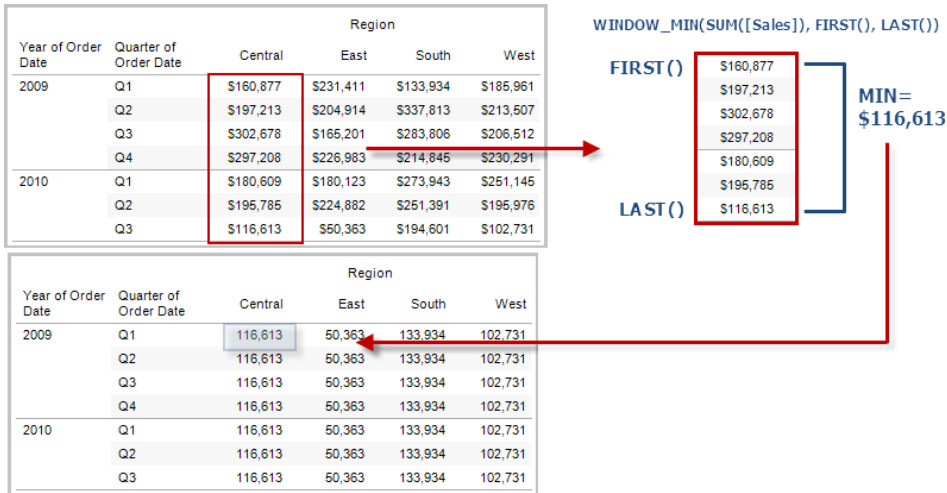 Region
Year of Order Date Quarter of Order Date Central East South West
2009 Q1 $160,877 $231,411 $133,934 $185,961
Q2 $197,213 $204,914 $337,813 $213,507
Q3 $302,678 $165,201 $283,806 $206,512
Q4 $297,208 $226,983 $214,845 $230,291
2010 Q1 $180,609 $180,123 $273,943 $251,145
Q2 $195,785 $224,882 $251,391 $195,976
Q3 $116,613 $50,363 $194,601 $102,731
WINDOW_MIN(SUM([Sales]), FIRST(), LAST())
FIRST() $160,877
$197,213
$302,678
$297,208
$180,609
$195,785
LAST() $116,613
MIN=
$116,613
Region
Year of Order Date Quarter of Order Date Central East South West
2009 Q1 116,613 50,363 133,934 102,731
Q2 116,613 50,363 133,934 102,731
Q3 116,613 50,363 133,934 102,731
Q4 116,613 50,363 133,934 102,731
2010 Q1 116,613 50,363 133,934 102,731
Q2 116,613 50,363 133,934 102,731
Q3 116,613 50,363 133,934 102,731